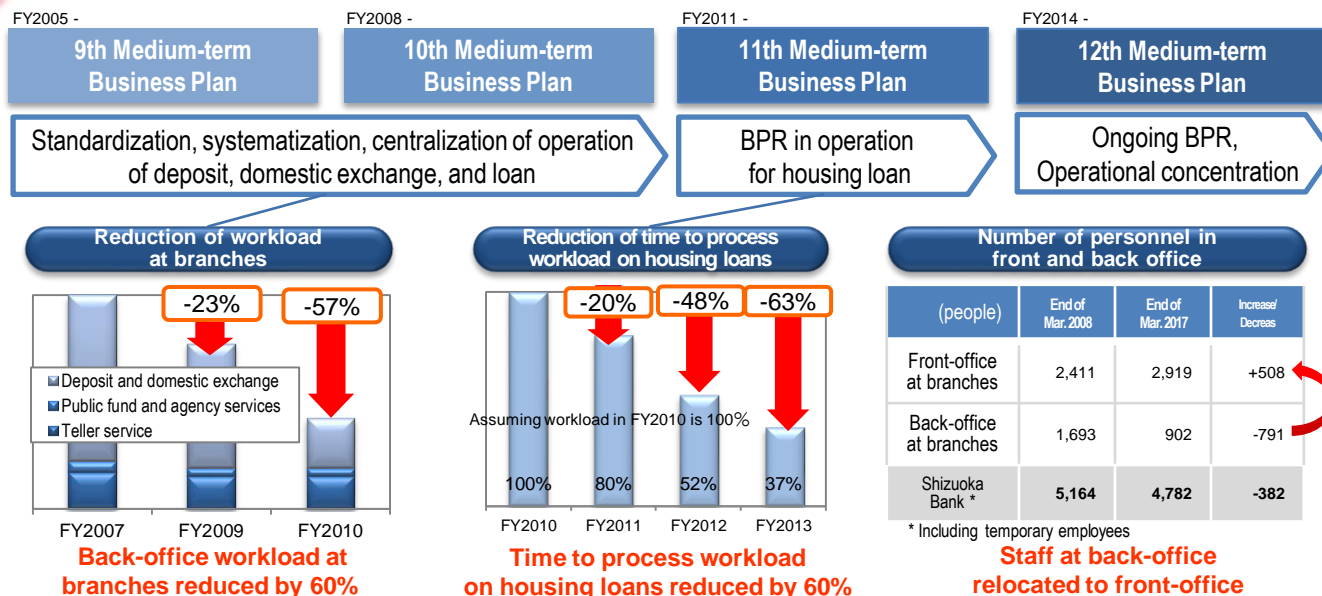 FY2005 -
FY2008 -
FY2011 -
FY2014 -
9th Medium-term
Business Plan
10th Medium-term
Business Plan
11th Medium-term
Business Plan
12th Medium-term
Business Plan
Standardization, systematization, centralization of operation
of deposit, domestic exchange, and loan
BPR in operation
for housing loan
Ongoing BPR,
Operational concentration
Reduction of workload
at branches
-23%
-57%
Deposit and domestic exchange
Public fund and agency services
Teller service
FY2007 FY2009 FY2010
Back-office workload at
branches reduced by 60%
Reduction of time to process
workload on housing loans
-20%
-48%
-63%
Assuming workload in FY2010 is 100%
100% 80% 52% 37%
FY2010 FY2011 FY2012 FY2013
Time to process workload
on housing loans reduced by 60%
Number of personnel in
front and back office
(people) End of Mar. 2008 End of Mar. 2017 Increase/ Decreas
Front-office at branches 2,411 2,919 +508
Back-office at branches 1,693 902 -791
Shizuoka Bank * 5,164 4,782 -382
* Including temporary employees
Staff at back-office
relocated to front-office